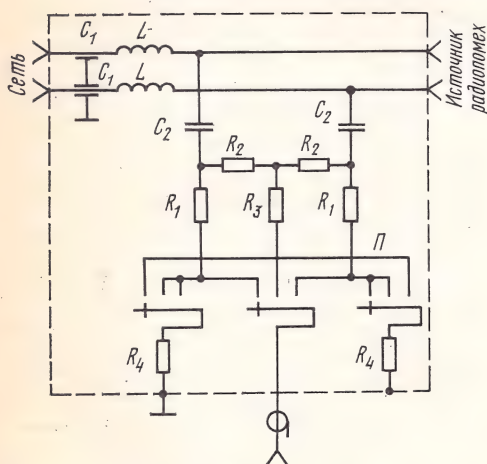 C₁
L
Сеть
C₁
L
Источник
радиопомех
C₂
C₂
R₂
R₂
R₁
R₃
R₁
П
R₄
R₄